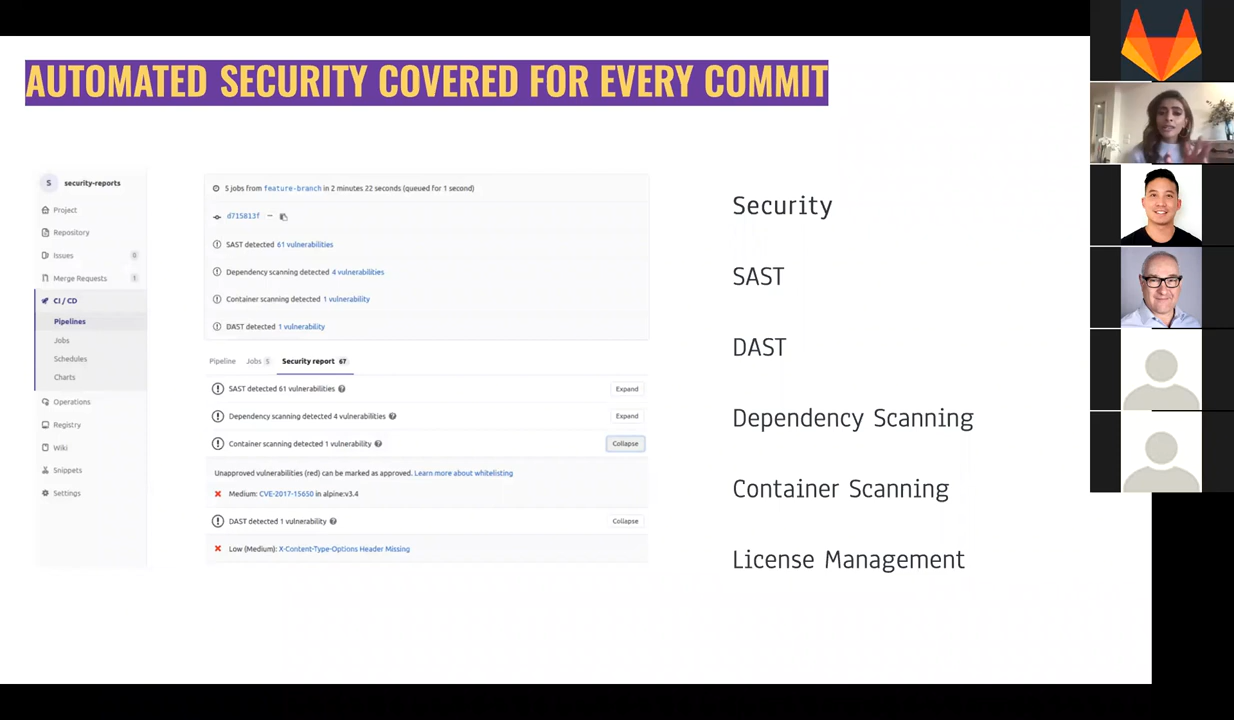 AUTOMATED SECURITY COVERED FOR EVERY COMMIT
S security-reports
Project
Repository
Issues 0
Merge Requests 1
CI / CD
Pipelines
Jobs
Schedules
Charts
Operations
Registry
Wiki
Snippets
Settings
5 jobs from feature-branch in 2 minutes 22 seconds (queued for 1 second)
d715813f
SAST detected 61 vulnerabilities
Dependency scanning detected 4 vulnerabilities
Container scanning detected 1 vulnerability
DAST detected 1 vulnerability
Pipeline Jobs 5 Security report 67
SAST detected 61 vulnerabilities Expand
Dependency scanning detected 4 vulnerabilities Expand
Container scanning detected 1 vulnerability Collapse
Unapproved vulnerabilities (red) can be marked as approved. Learn more about whitelisting
Medium: CVE-2017-15650 in alpine:v3.4
DAST detected 1 vulnerability Collapse
Low (Medium): X-Content-Type-Options Header Missing
Security
SAST
DAST
Dependency Scanning
Container Scanning
License Management